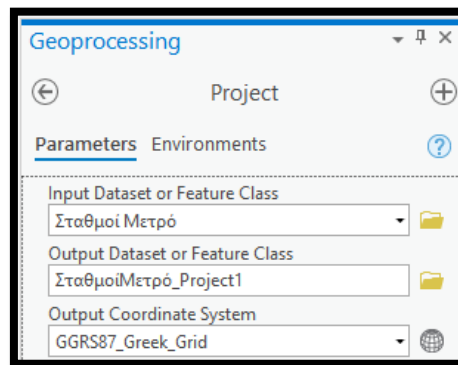 Geoprocessing
Project
Parameters Environments
Input Dataset or Feature Class
Σταθμοί Μετρό
Output Dataset or Feature Class
ΣταθμοίΜετρό_Project1
Output Coordinate System
GGRS87_Greek_Grid